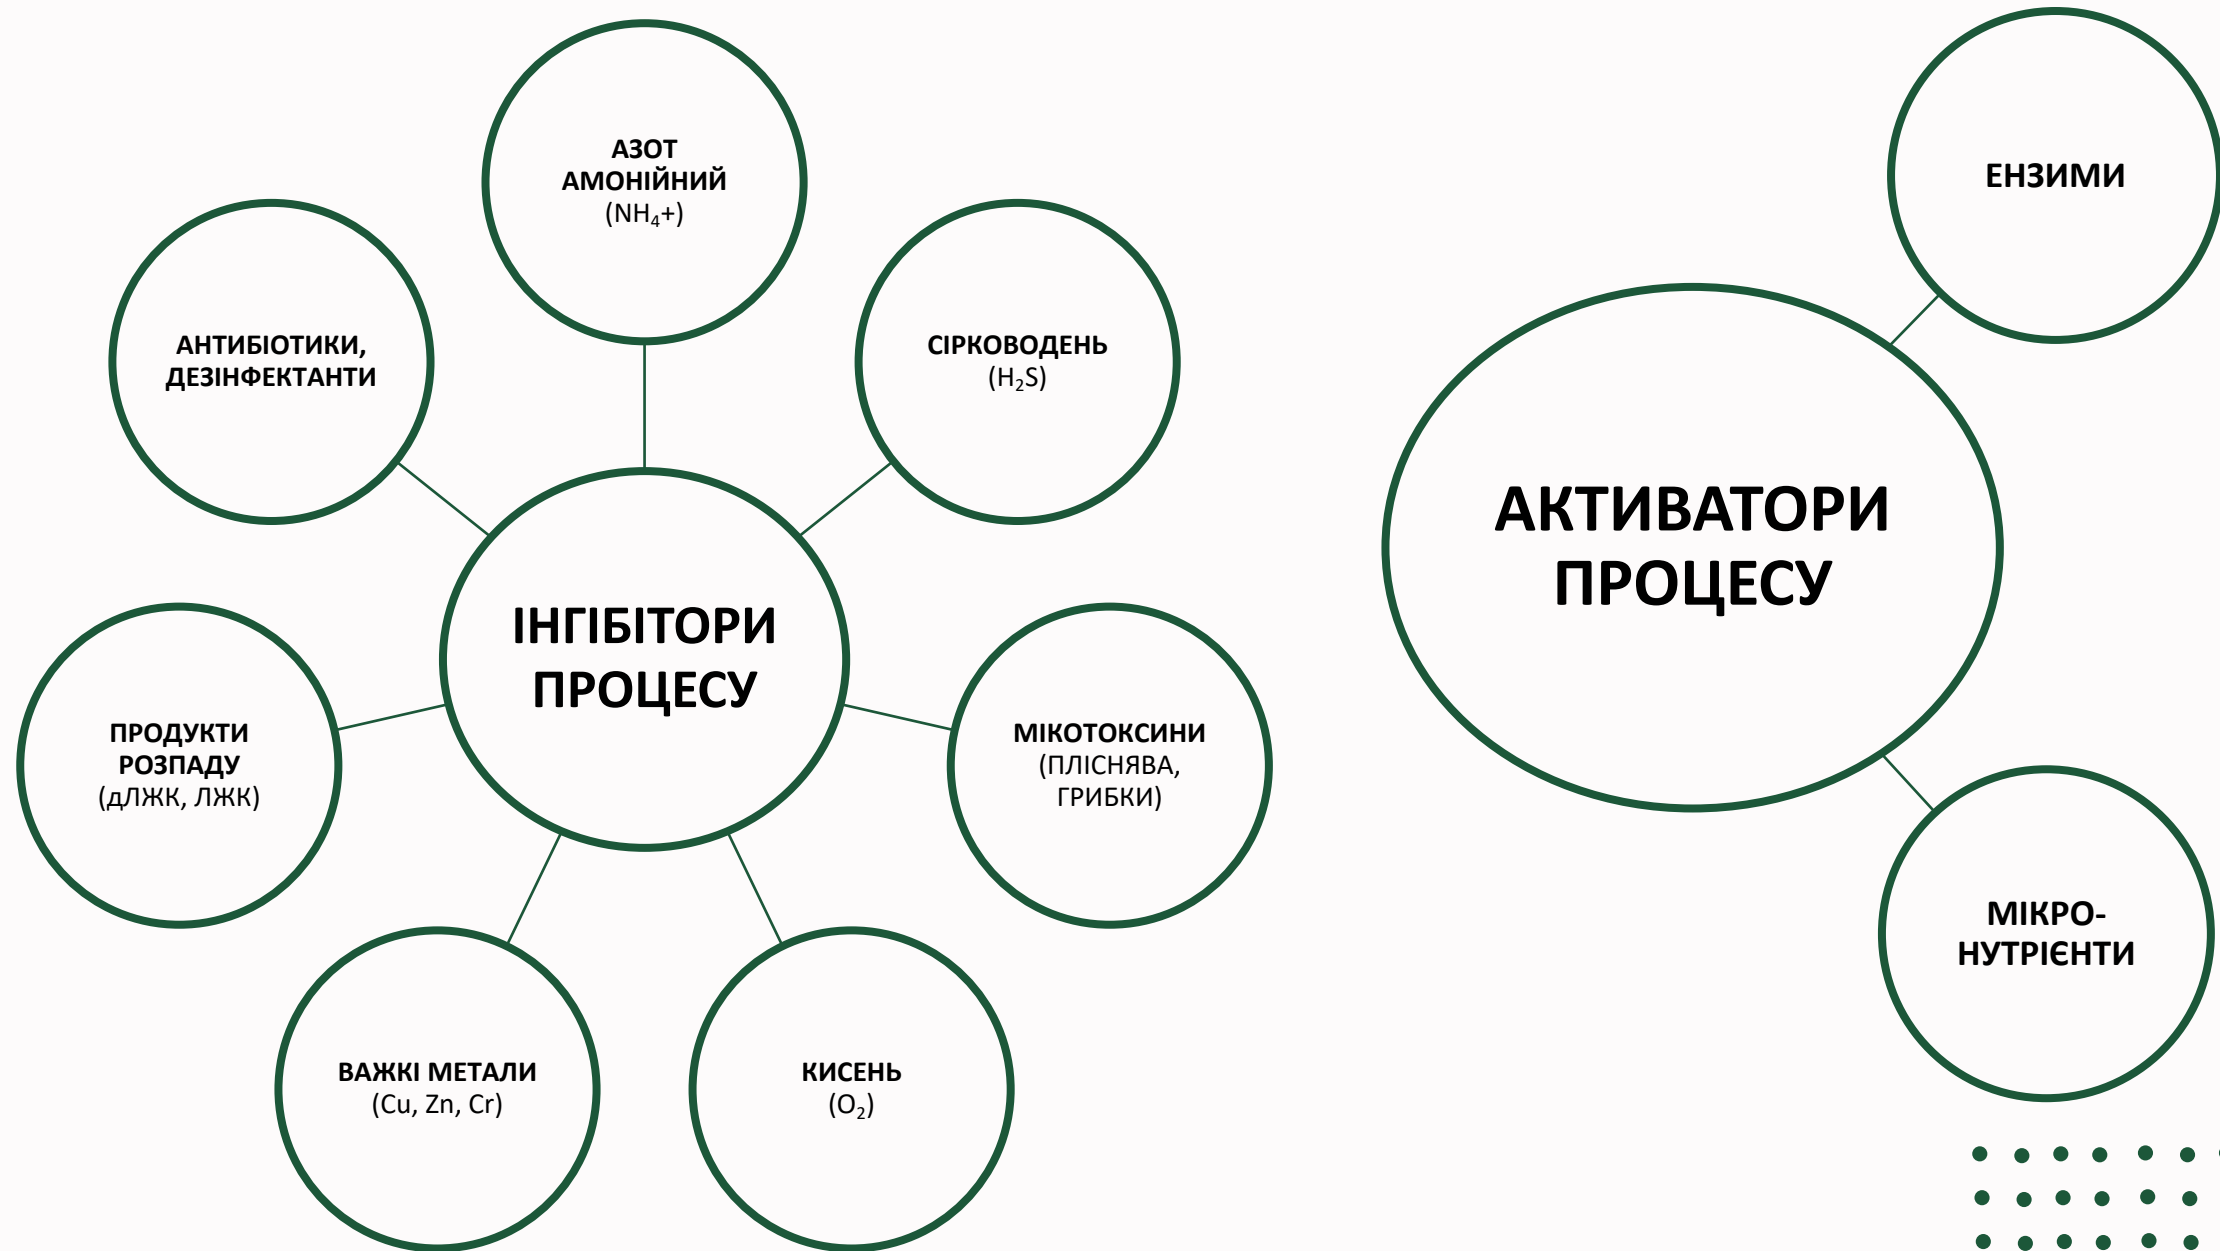 АЗОТ
АМОНІЙНИЙ
(NH₄+)
АНТИБІОТИКИ,
ДЕЗІНФЕКТАНТИ
СІРКОВОДЕНЬ
(H₂S)
ІНГІБІТОРИ
ПРОЦЕСУ
ПРОДУКТИ
РОЗПАДУ
(дЛЖК, ЛЖК)
МІКОТОКСИНИ
(ПЛІСНЯВА,
ГРИБКИ)
ВАЖКІ МЕТАЛИ
(Cu, Zn, Cr)
КИСЕНЬ
(O₂)
ЕНЗИМИ
АКТИВАТОРИ
ПРОЦЕСУ
МІКРО-
НУТРІЄНТИ